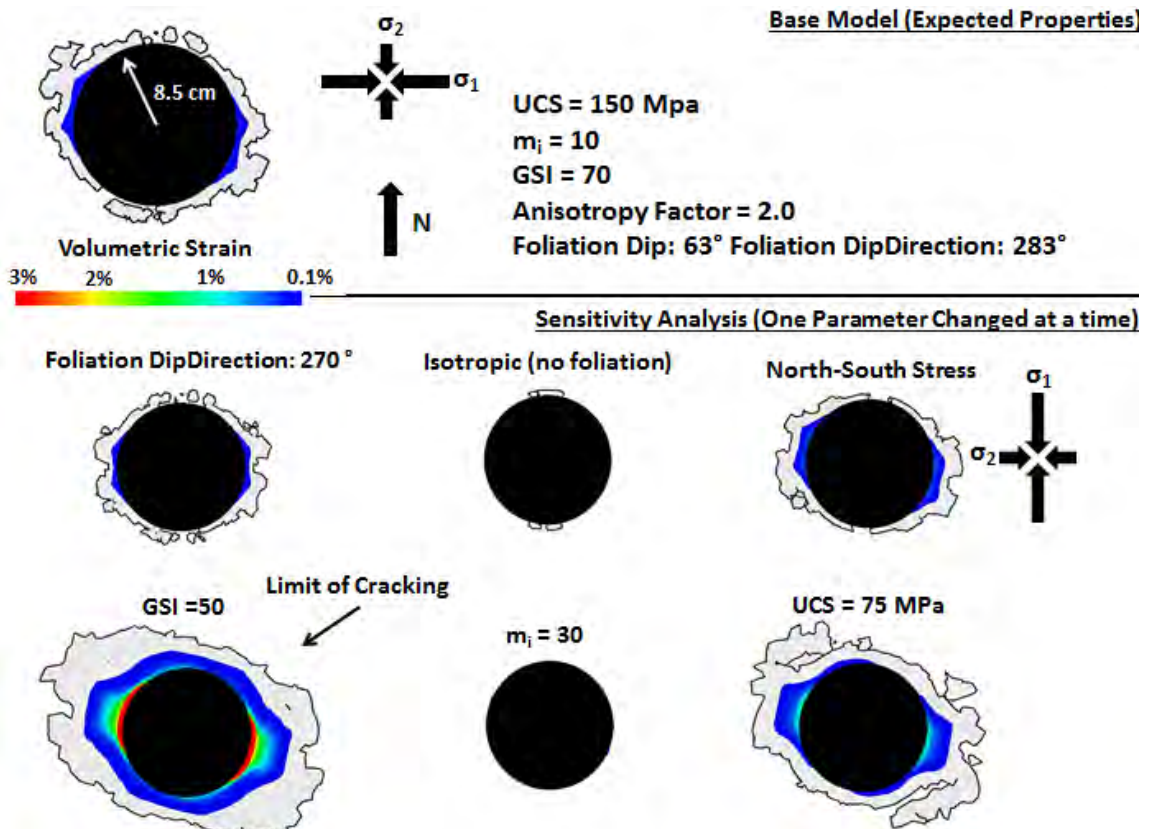 Base Model (Expected Properties)
σ2
8.5 cm
σ1
UCS = 150 Mpa
mi = 10
GSI = 70
Anisotropy Factor = 2.0
N
Foliation Dip: 63° Foliation DipDirection: 283°
Volumetric Strain
3% 2% 1% 0.1%
Sensitivity Analysis (One Parameter Changed at a time)
Foliation DipDirection: 270°
Isotropic (no foliation)
North-South Stress
σ1
σ2
Limit of Cracking
GSI =50
mi = 30
UCS = 75 MPa